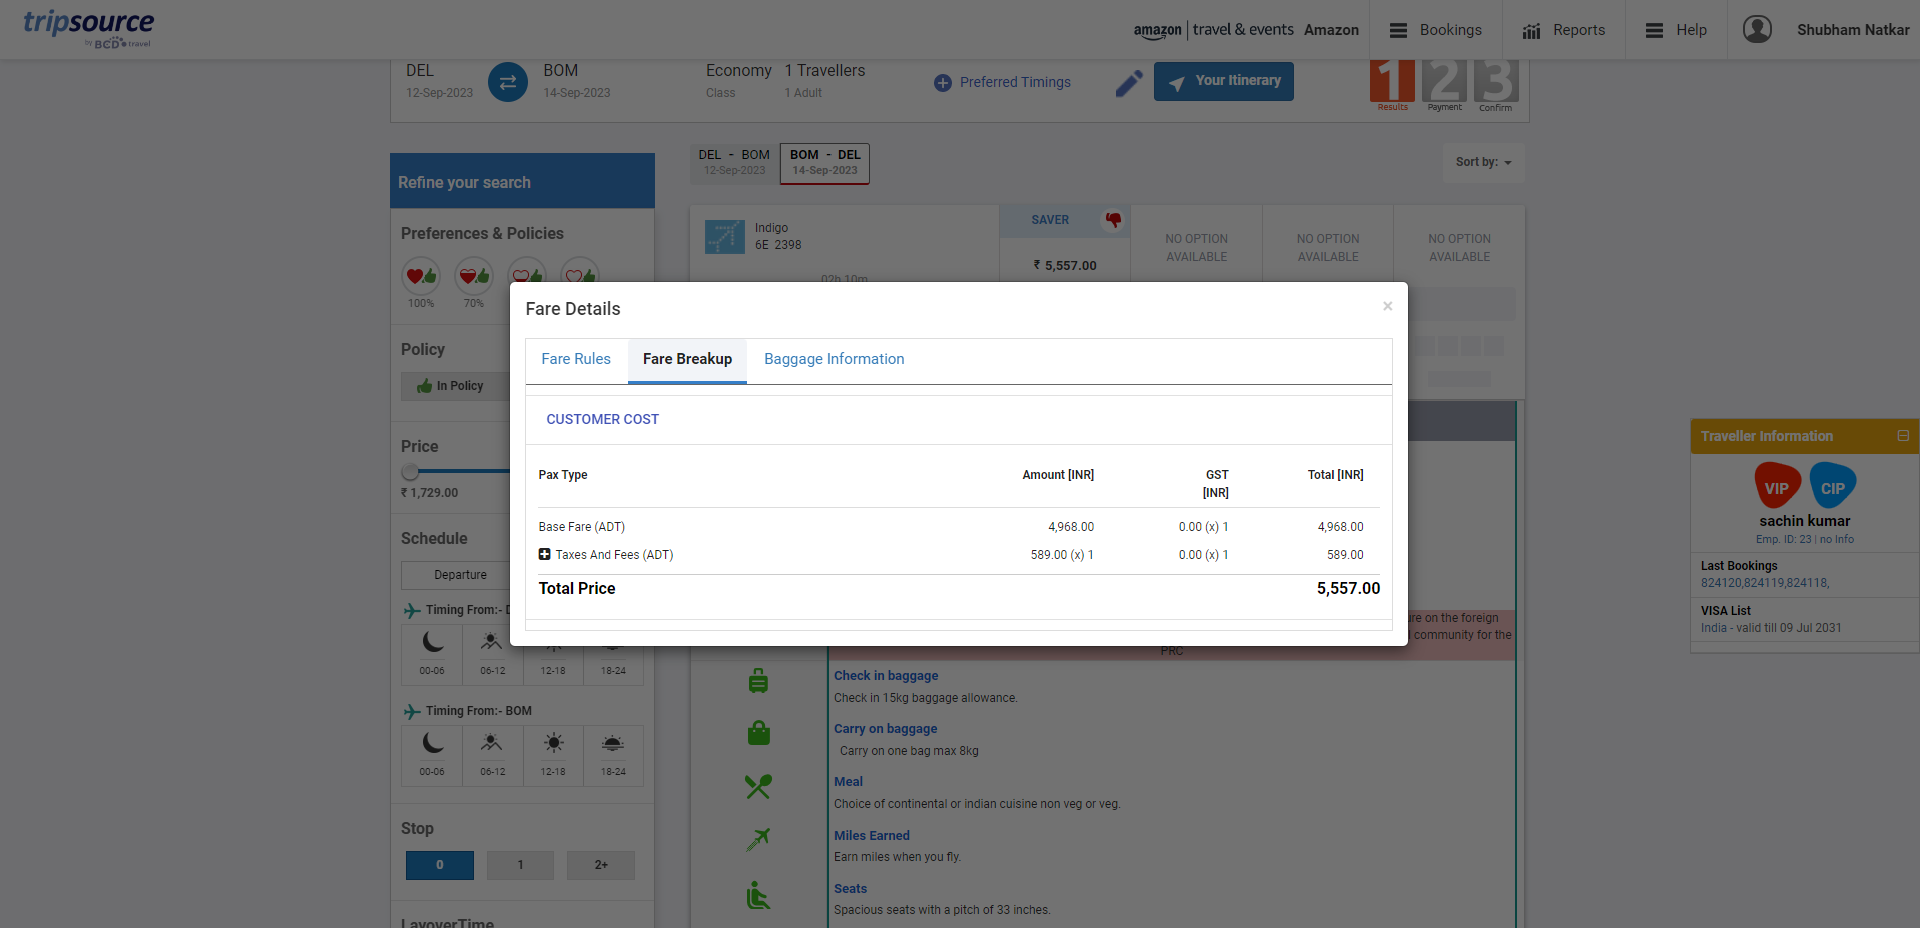 tripsource
by BCD travel
amazon | travel & events Amazon
Bookings
Reports
Help
Shubham Natkar
DEL
12-Sep-2023
BOM
14-Sep-2023
Economy
Class
1 Travellers
1 Adult
Preferred Timings
Your Itinerary
1 2 3
Results Payment Confirm
Refine your search
DEL - BOM
12-Sep-2023
BOM - DEL
14-Sep-2023
Sort by:
Preferences & Policies
100% 70%
Policy
In Policy
Price
₹ 1,729.00
Schedule
Departure
Timing From:- D
00-06 06-12 12-18 18-24
Timing From:- BOM
00-06 06-12 12-18 18-24
Stop
0 1 2+
LayoverTime
Indigo
6E 2398
02h 10m
SAVER
₹ 5,557.00
NO OPTION
AVAILABLE
NO OPTION
AVAILABLE
NO OPTION
AVAILABLE
Fare Details
×
Fare Rules
Fare Breakup
Baggage Information
CUSTOMER COST
Pax Type Amount [INR] GST [INR] Total [INR]
Base Fare (ADT) 4,968.00 0.00 (x) 1 4,968.00
Taxes And Fees (ADT) 589.00 (x) 1 0.00 (x) 1 589.00
Total Price 5,557.00
on the foreign
community for the
PRC
Check in baggage
Check in 15kg baggage allowance.
Carry on baggage
Carry on one bag max 8kg
Meal
Choice of continental or indian cuisine non veg or veg.
Miles Earned
Earn miles when you fly.
Seats
Spacious seats with a pitch of 33 inches.
Traveller Information
VIP CIP
sachin kumar
Emp. ID: 23 | no Info
Last Bookings
824120,824119,824118,
VISA List
India - valid till 09 Jul 2031